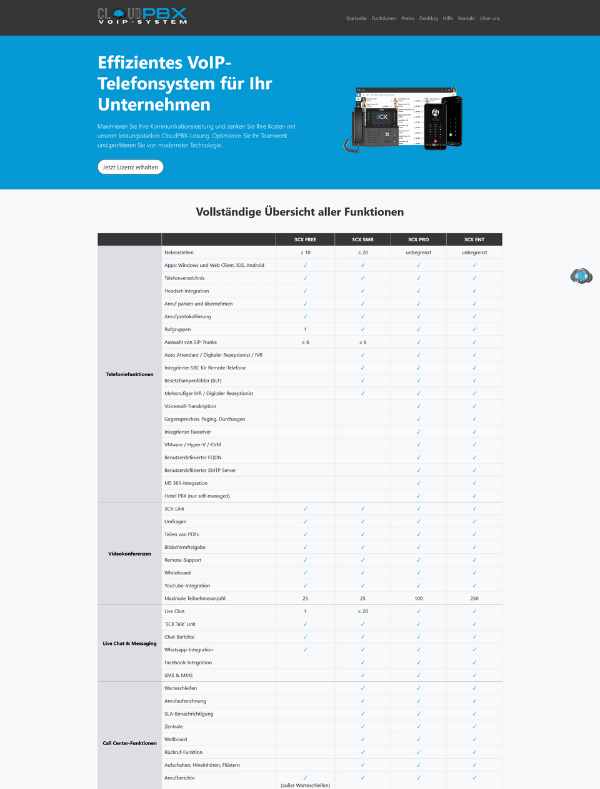 CLOUDPBX
VOIP-SYSTEM
Startseite Funktionen Preise Devblog Hilfe Kontakt Über uns
Effizientes VoIP-
Telefonsystem für Ihr
Unternehmen
Maximieren Sie Ihre Kommunikationsleistung und senken Sie Ihre Kosten mit
unserer leistungsstarken CloudPBX-Lösung. Optimieren Sie Ihr Teamwork
und profitieren Sie von modernster Technologie.
Jetzt Lizenz erhalten
3CX
Vollständige Übersicht aller Funktionen
3CX FREE 3CX SMB 3CX PRO 3CX ENT
Nebenstellen ≤ 10 ≤ 20 unbegrenzt unbegrenzt
Apps: Windows und Web Client, iOS, Android ✓ ✓ ✓ ✓
Telefonverzeichnis ✓ ✓ ✓ ✓
Headset-Integration ✓ ✓ ✓ ✓
Anruf parken und übernehmen ✓ ✓ ✓ ✓
Anrufprotokollierung ✓ ✓ ✓ ✓
Rufgruppen 1 ✓ ✓ ✓
Auswahl von SIP-Trunks ≤ 6 ≤ 6 ✓ ✓
Auto Attendant / Digitaler Rezeptionist / IVR ✓ ✓ ✓
Integrierter SBC für Remote-Telefone ✓ ✓ ✓
Telefoniefunktionen
Besetztlampenfelder (BLF) ✓ ✓ ✓
Mehrstufiger IVR / Digitaler Rezeptionist ✓ ✓ ✓
Voicemail-Transkription ✓ ✓
Gegensprechen, Paging, Durchsagen ✓ ✓
Integrierter Faxserver ✓ ✓
VMware / Hyper-V / KVM ✓ ✓
Benutzerdefinierter FQDN ✓ ✓
Benutzerdefinierter SMTP Server ✓ ✓
MS 365-Integration ✓ ✓
Hotel PBX (nur self-managed) ✓ ✓
3CX-Link ✓ ✓ ✓ ✓
Umfragen ✓ ✓ ✓ ✓
Teilen von PDFs ✓ ✓ ✓ ✓
Videokonferenzen
Bildschirmfreigabe ✓ ✓ ✓ ✓
Remote-Support ✓ ✓ ✓ ✓
Whiteboard ✓ ✓ ✓ ✓
YouTube-Integration ✓ ✓ ✓ ✓
Maximale Teilnehmeranzahl 25 25 100 250
Live Chat 1 ≤ 20 ✓ ✓
'3CX Talk' Link ✓ ✓ ✓ ✓
Chat-Berichte ✓ ✓ ✓ ✓
Live Chat & Messaging
Whatsapp-Integration ✓ ✓ ✓ ✓
Facebook-Integration ✓ ✓ ✓
SMS & MMS ✓ ✓ ✓
Warteschleifen ✓ ✓ ✓
Anrufaufzeichnung ✓ ✓ ✓
SLA Benachrichtigung ✓ ✓ ✓
Zentrale ✓ ✓ ✓
Call Center-Funktionen
Wallboard ✓ ✓ ✓
Rückruf-Funktion ✓ ✓ ✓
Aufschalten, Hineinhören, Flüstern ✓ ✓ ✓
Anrufberichte ✓ ✓ ✓ ✓
(außer Warteschleifen)